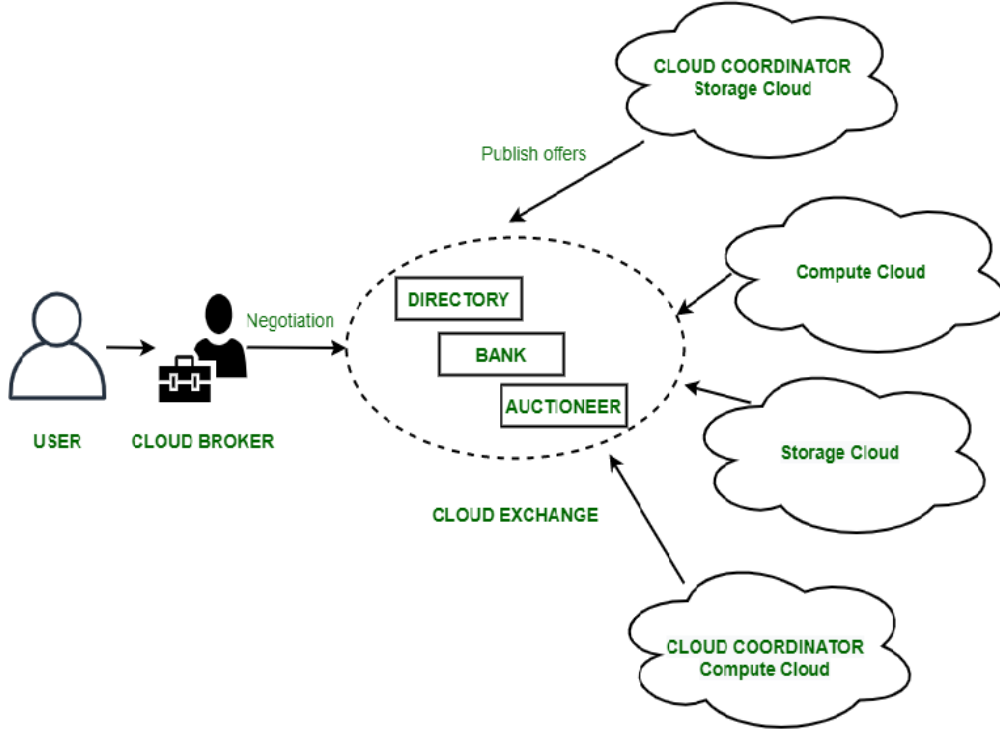 CLOUD COORDINATOR
Storage Cloud
Publish offers
Compute Cloud
DIRECTORY
Negotiation
BANK
AUCTIONEER
USER
CLOUD BROKER
Storage Cloud
CLOUD EXCHANGE
CLOUD COORDINATOR
Compute Cloud